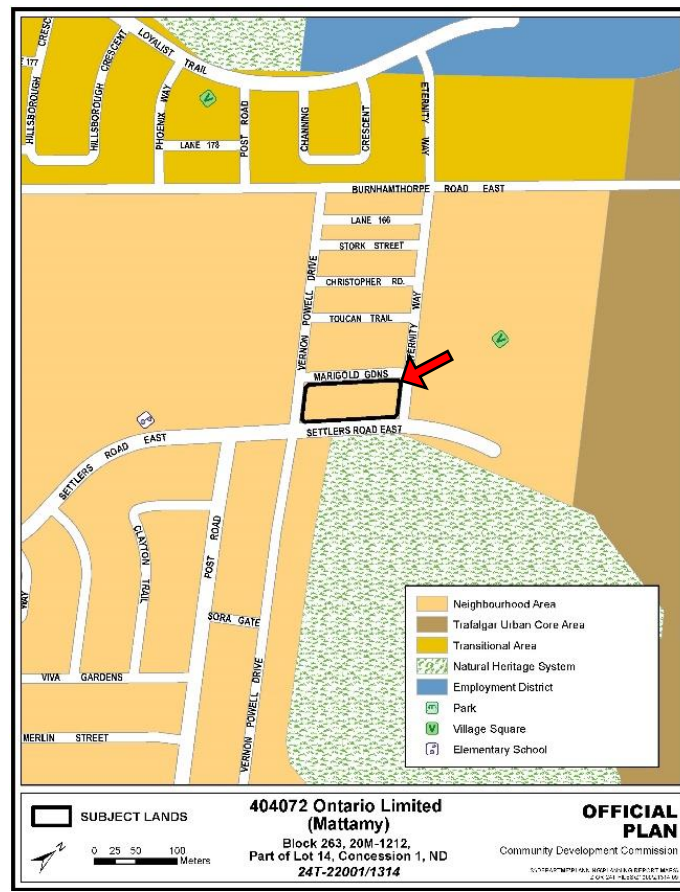 LOYALIST TRAIL
177
HILLSBOROUGH CRESCENT
HILLSBOROUGH
CRESCENT
PHOENIX WAY
LANE 178
POST ROAD
CHANNING
CRESCENT
ETERNITY WAY
V
BURNHAMTHORPE ROAD EAST
LANE 166
STORK STREET
CHRISTOPHER RD.
TOUCAN TRAIL
VERNON POWELL DRIVE
WAY
V
MARIGOLD GDNS
SETTLERS ROAD EAST
SETTLERS ROAD EAST
CLAYTON TRAIL
POST ROAD
WAY
SORA GATE
VIVA GARDENS
MERLIN STREET
VERNON POWELL DRIVE
Neighbourhood Area
Trafalgar Urban Core Area
Transitional Area
Natural Heritage System
Employment District
Park
V Village Square
Elementary School
SUBJECT LANDS
0 25 50 100
Meters
404072 Ontario Limited
(Mattamy)
Block 263, 20M-1212,
Part of Lot 14, Concession 1, ND
24T-22001/1314
OFFICIAL
PLAN
Community Development Commission